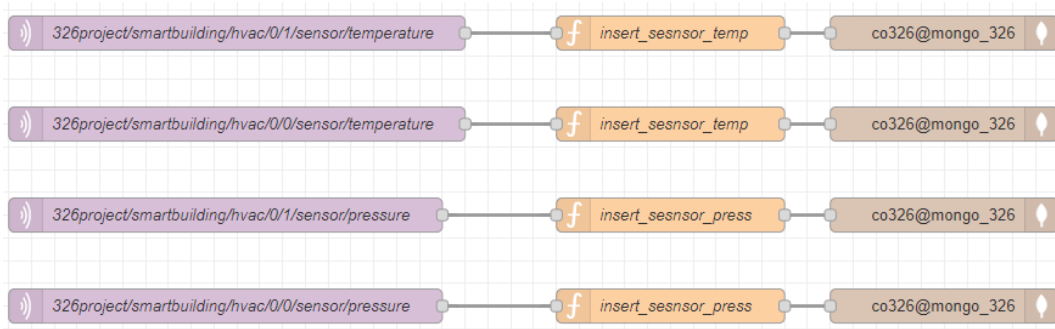 326project/smartbuilding/hvac/0/1/sensor/temperature insert_sesnsor_temp co326@mongo_326
326project/smartbuilding/hvac/0/0/sensor/temperature insert_sesnsor_temp co326@mongo_326
326project/smartbuilding/hvac/0/1/sensor/pressure insert_sesnsor_press co326@mongo_326
326project/smartbuilding/hvac/0/0/sensor/pressure insert_sesnsor_press co326@mongo_326